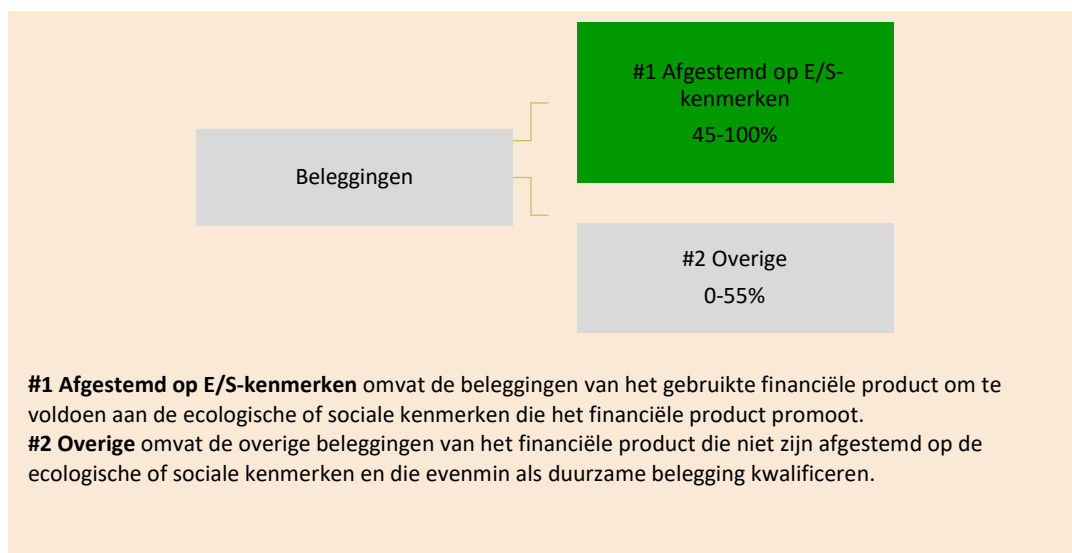 #1 Afgestemd op E/S-
kenmerken
45-100%
Beleggingen
#2 Overige
0-55%
#1 Afgestemd op E/S-kenmerken omvat de beleggingen van het gebruikte financiële product om te
voldoen aan de ecologische of sociale kenmerken die het financiële product promoot.
#2 Overige omvat de overige beleggingen van het financiële product die niet zijn afgestemd op de
ecologische of sociale kenmerken en die evenmin als duurzame belegging kwalificeren.